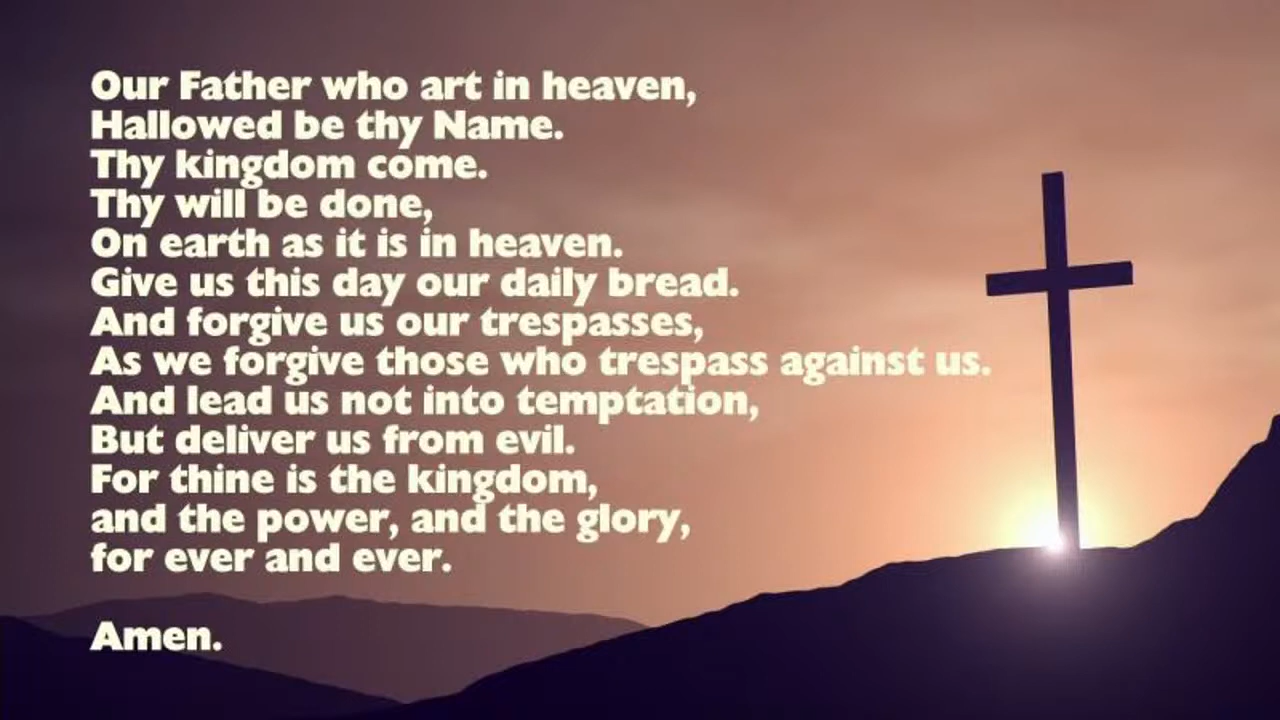 Our Father who art in heaven,
Hallowed be thy Name.
Thy kingdom come.
Thy will be done,
On earth as it is in heaven.
Give us this day our daily bread.
And forgive us our trespasses,
As we forgive those who trespass against us.
And lead us not into temptation,
But deliver us from evil.
For thine is the kingdom,
and the power, and the glory,
for ever and ever.
Amen.